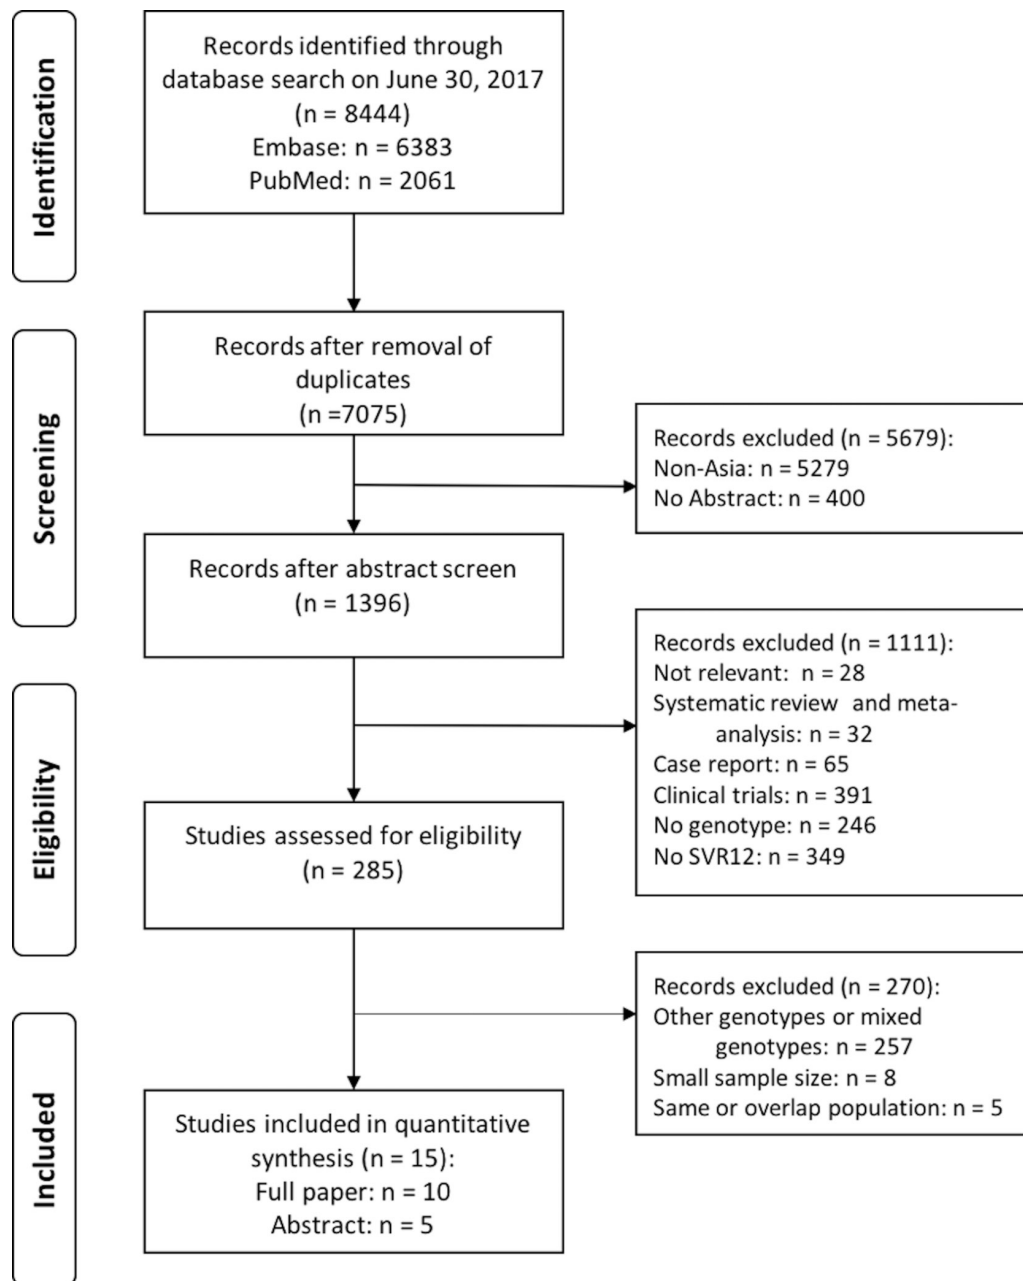 Identification
Records identified through
database search on June 30, 2017
(n = 8444)
Embase: n = 6383
PubMed: n = 2061
Screening
Records after removal of
duplicates
(n =7075)
Records excluded (n = 5679):
Non-Asia: n = 5279
No Abstract: n = 400
Records after abstract screen
(n = 1396)
Eligibility
Records excluded (n = 1111):
Not relevant: n = 28
Systematic review and meta-
analysis: n = 32
Case report: n = 65
Clinical trials: n = 391
No genotype: n = 246
No SVR12: n = 349
Studies assessed for eligibility
(n = 285)
Records excluded (n = 270):
Other genotypes or mixed
genotypes: n = 257
Small sample size: n = 8
Same or overlap population: n = 5
Included
Studies included in quantitative
synthesis (n = 15):
Full paper: n = 10
Abstract: n = 5